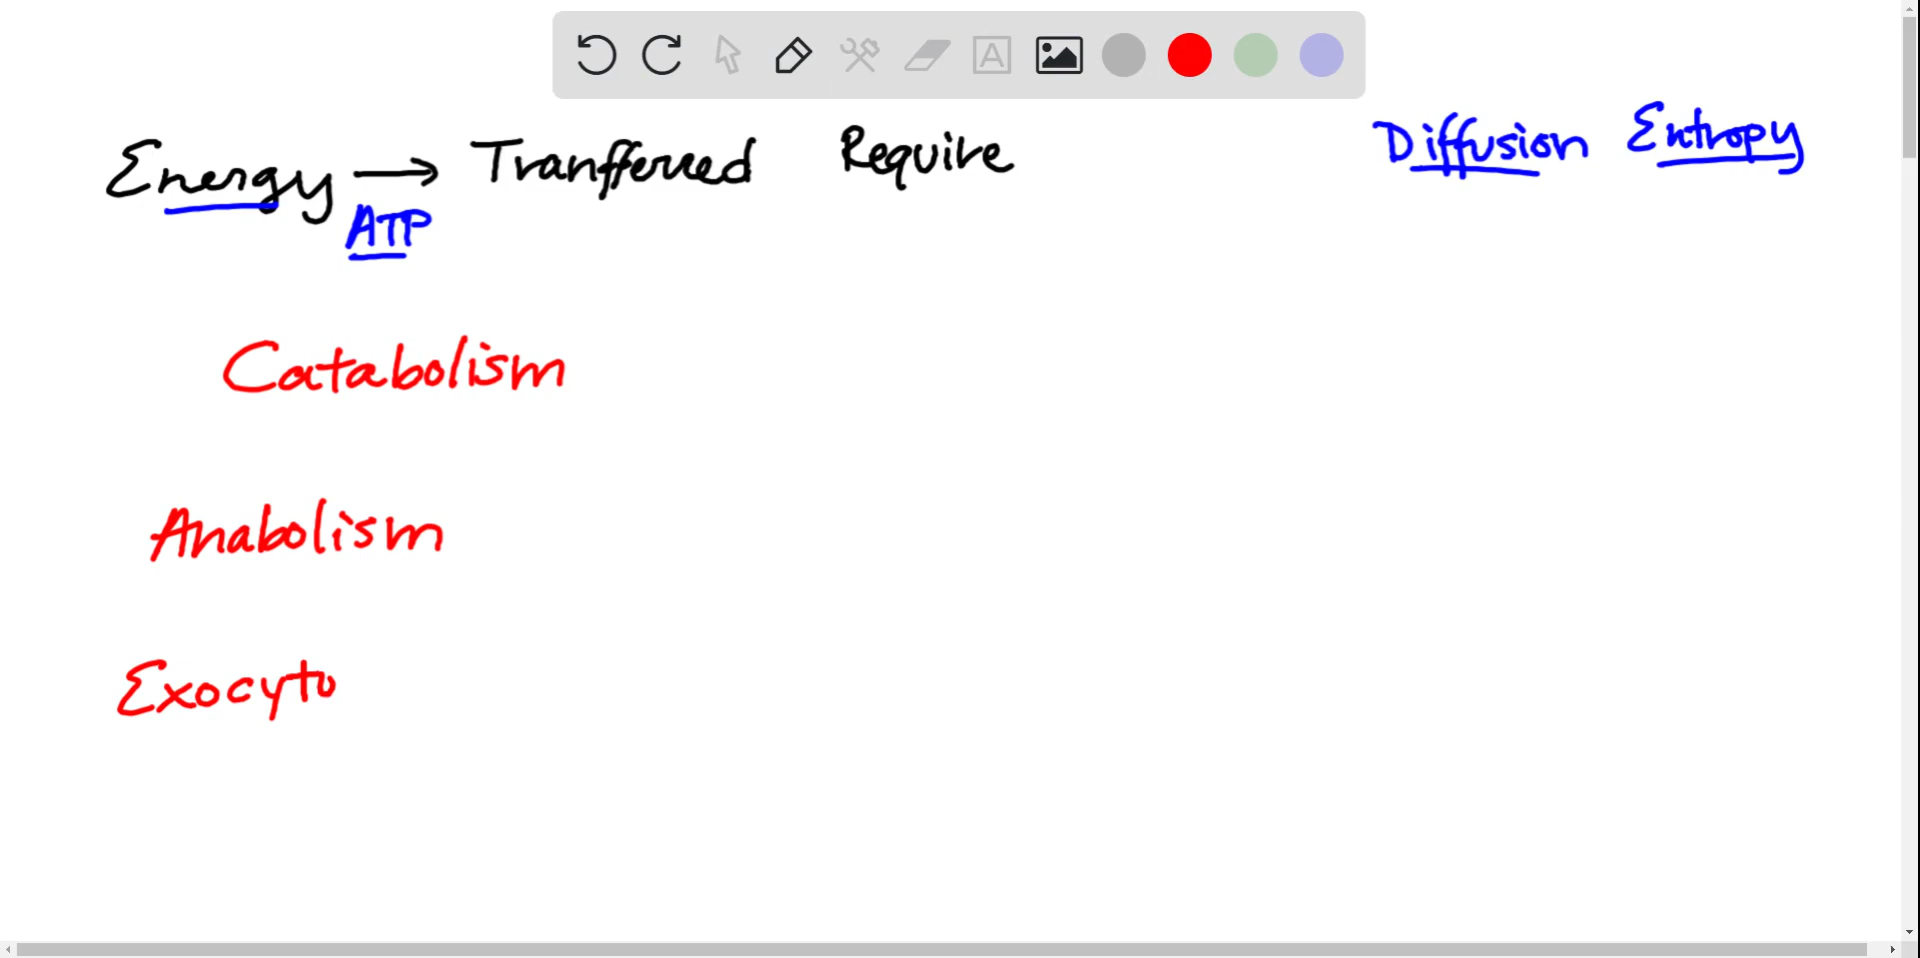 Energy → Tranfferred Require Diffusion Entropy
ATP
Catabolism
Anabolism
Exocyto